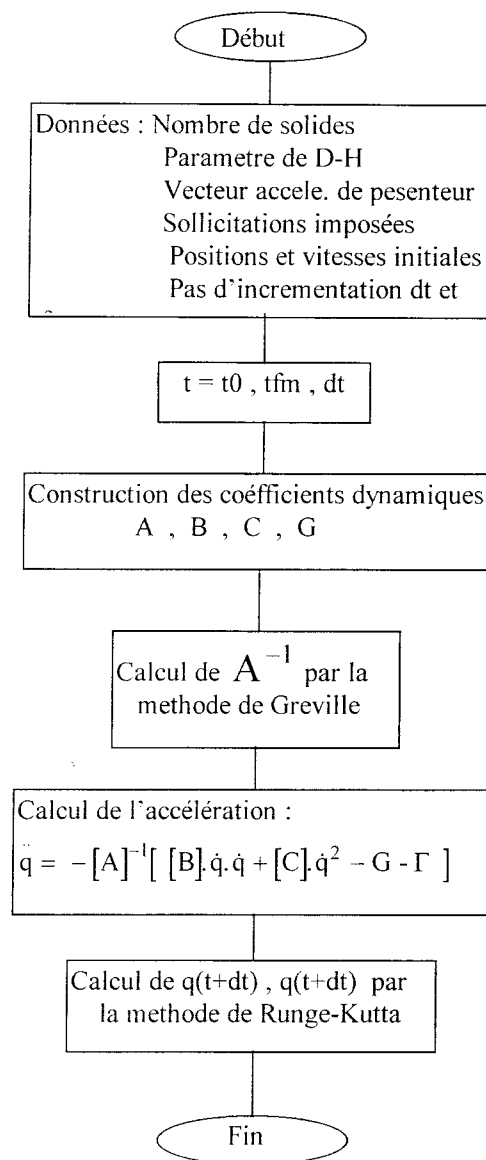 Début
Données : Nombre de solides
Parametre de D-H
Vecteur accele. de pesenteur
Sollicitations imposées
Positions et vitesses initiales
Pas d'incrementation dt et
t = t0 , tfm , dt
Construction des coéfficients dynamiques
A , B , C , G
Calcul de A⁻¹ par la
methode de Greville
Calcul de l'accélération :
q̈ = −[A]⁻¹[ [B].q̇.q̇ + [C].q̇² − G - Γ ]
Calcul de q(t+dt) , q(t+dt) par
la methode de Runge-Kutta
Fin